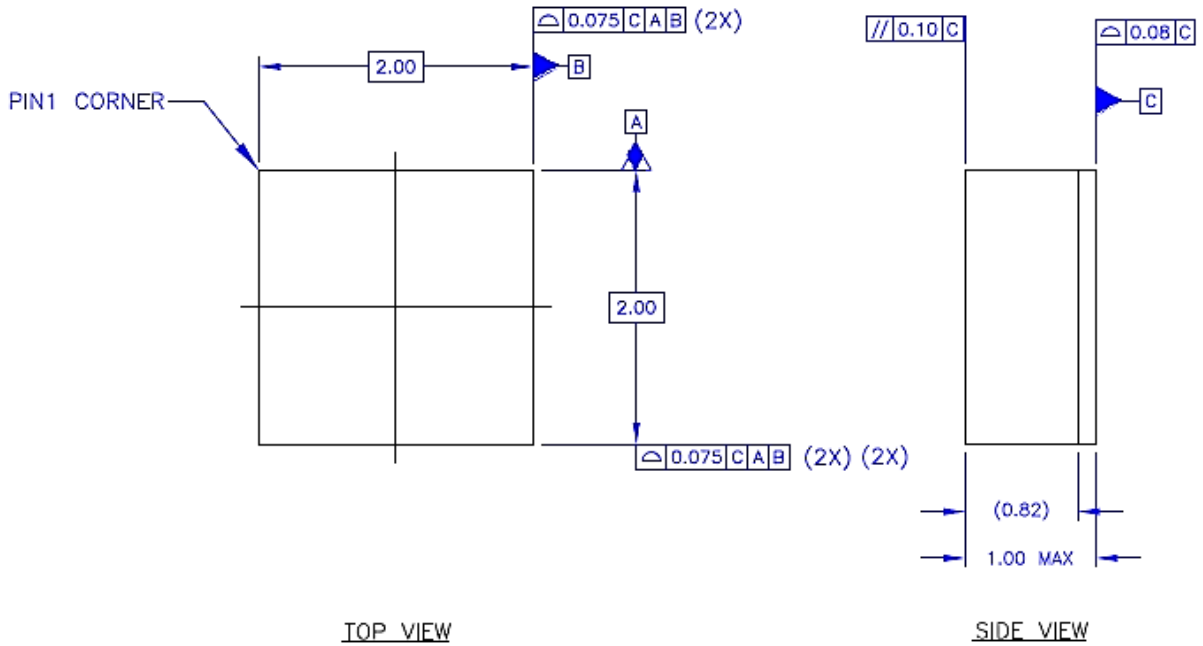 ⌓ 0.075 C A B (2X)
// 0.10 C
⌓ 0.08 C
2.00
B
PIN1 CORNER
C
A
2.00
⌓ 0.075 C A B (2X) (2X)
(0.82)
1.00 MAX
TOP VIEW
SIDE VIEW